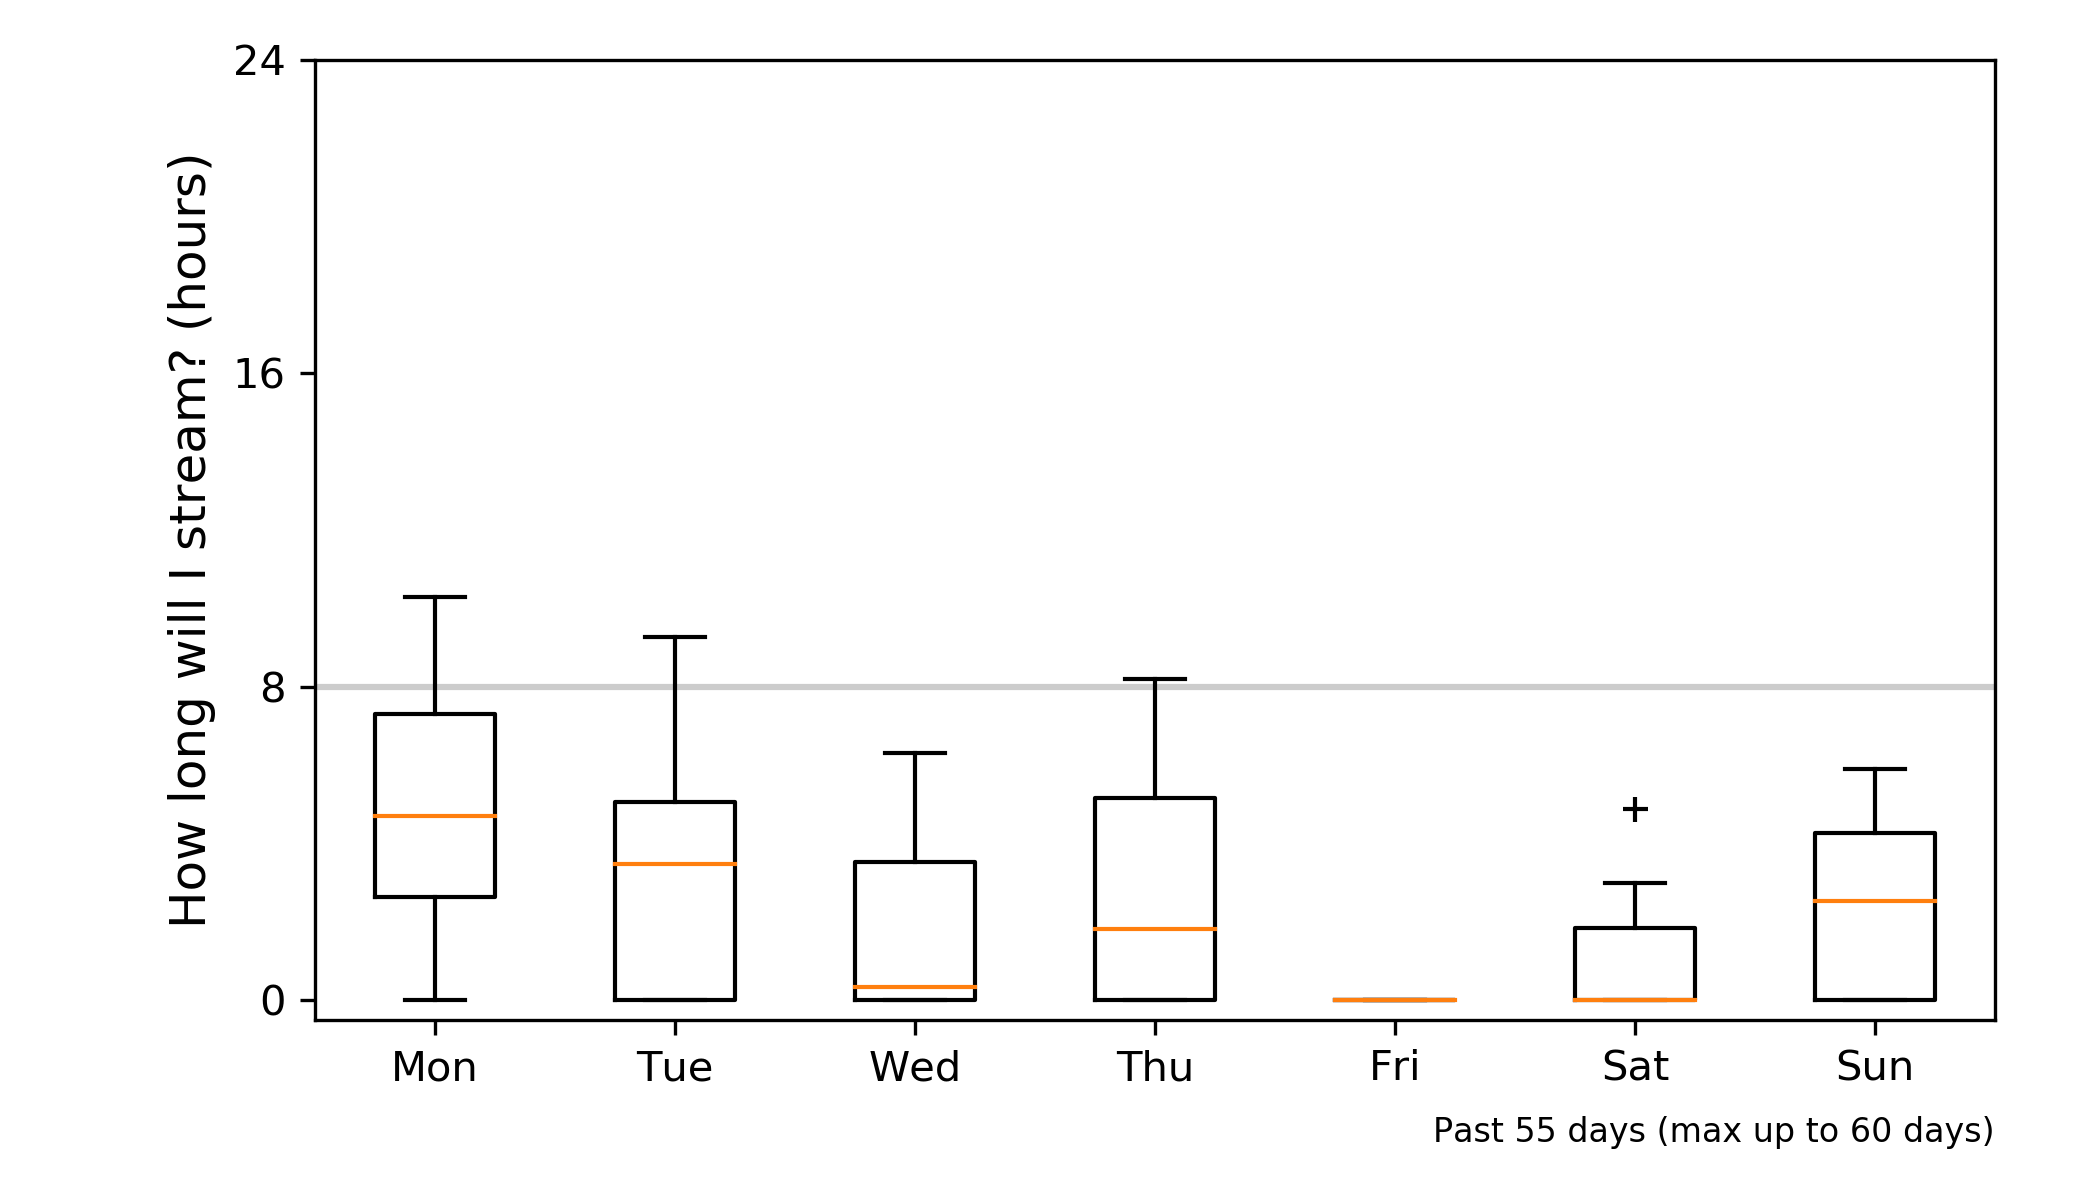 How long will I stream? (hours)
24
16
8
0
Mon Tue Wed Thu Fri Sat Sun
Past 55 days (max up to 60 days)